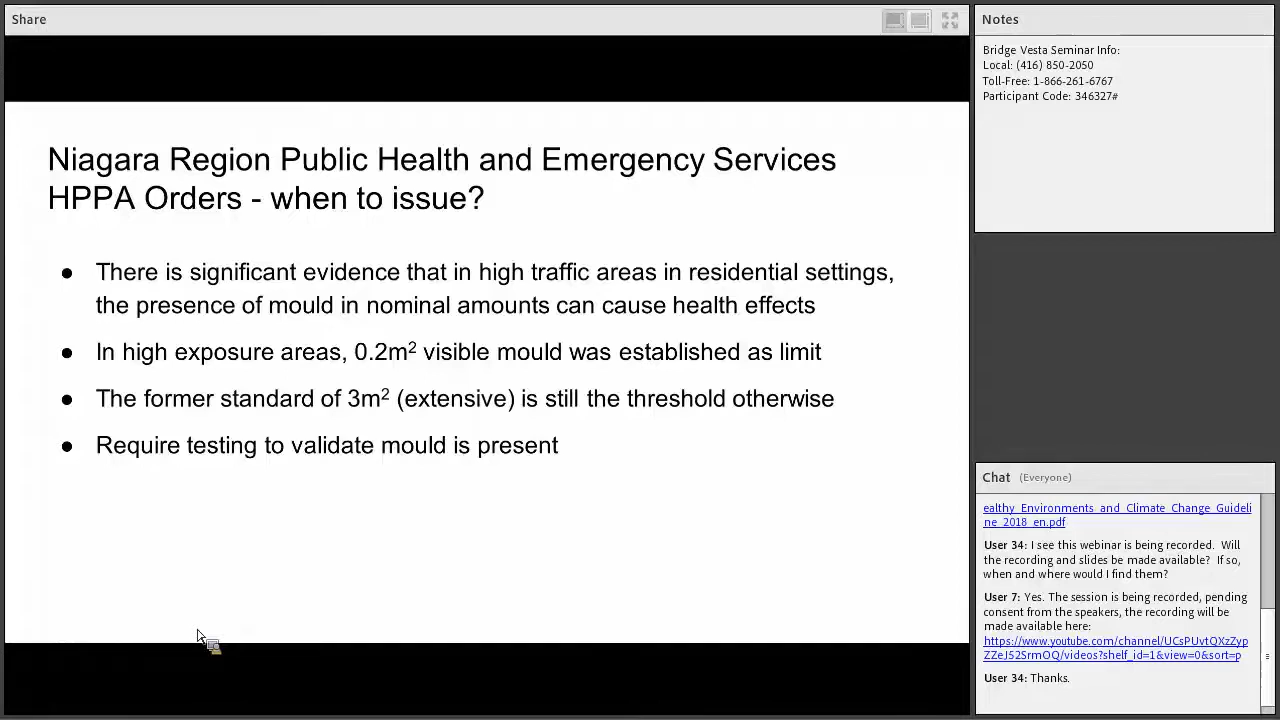 Share
Niagara Region Public Health and Emergency Services
HPPA Orders - when to issue?
● There is significant evidence that in high traffic areas in residential settings,
the presence of mould in nominal amounts can cause health effects
● In high exposure areas, 0.2m² visible mould was established as limit
● The former standard of 3m² (extensive) is still the threshold otherwise
● Require testing to validate mould is present
Notes
Bridge Vesta Seminar Info:
Local: (416) 850-2050
Toll-Free: 1-866-261-6767
Participant Code: 346327#
Chat (Everyone)
ealthy_Environments_and_Climate_Change_Guideli
ne_2018_en.pdf
User 34: I see this webinar is being recorded. Will
the recording and slides be made available? If so,
when and where would I find them?
User 7: Yes. The session is being recorded, pending
consent from the speakers, the recording will be
made available here:
https://www.youtube.com/channel/UCsPUvtQXzZyp
ZZeJ52SrmOQ/videos?shelf_id=1&view=0&sort=p
User 34: Thanks.